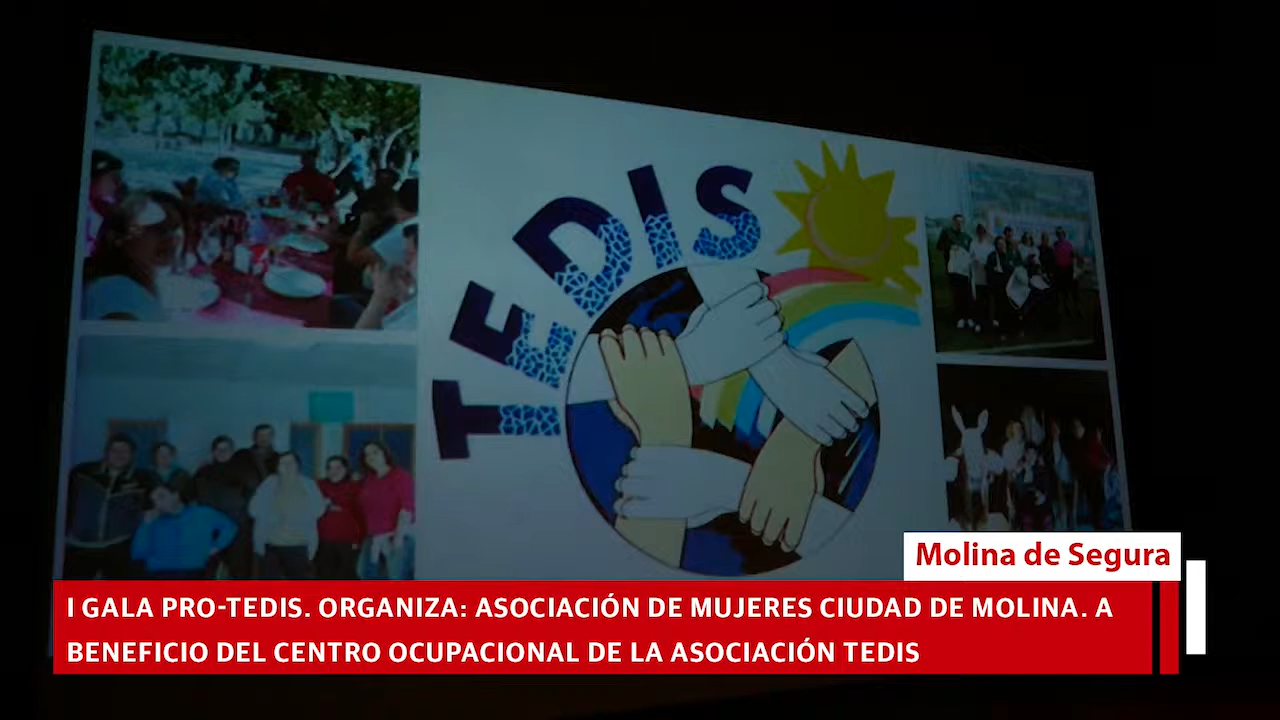 TEDIS
Molina de Segura
I GALA PRO-TEDIS. ORGANIZA: ASOCIACIÓN DE MUJERES CIUDAD DE MOLINA. A
BENEFICIO DEL CENTRO OCUPACIONAL DE LA ASOCIACIÓN TEDIS